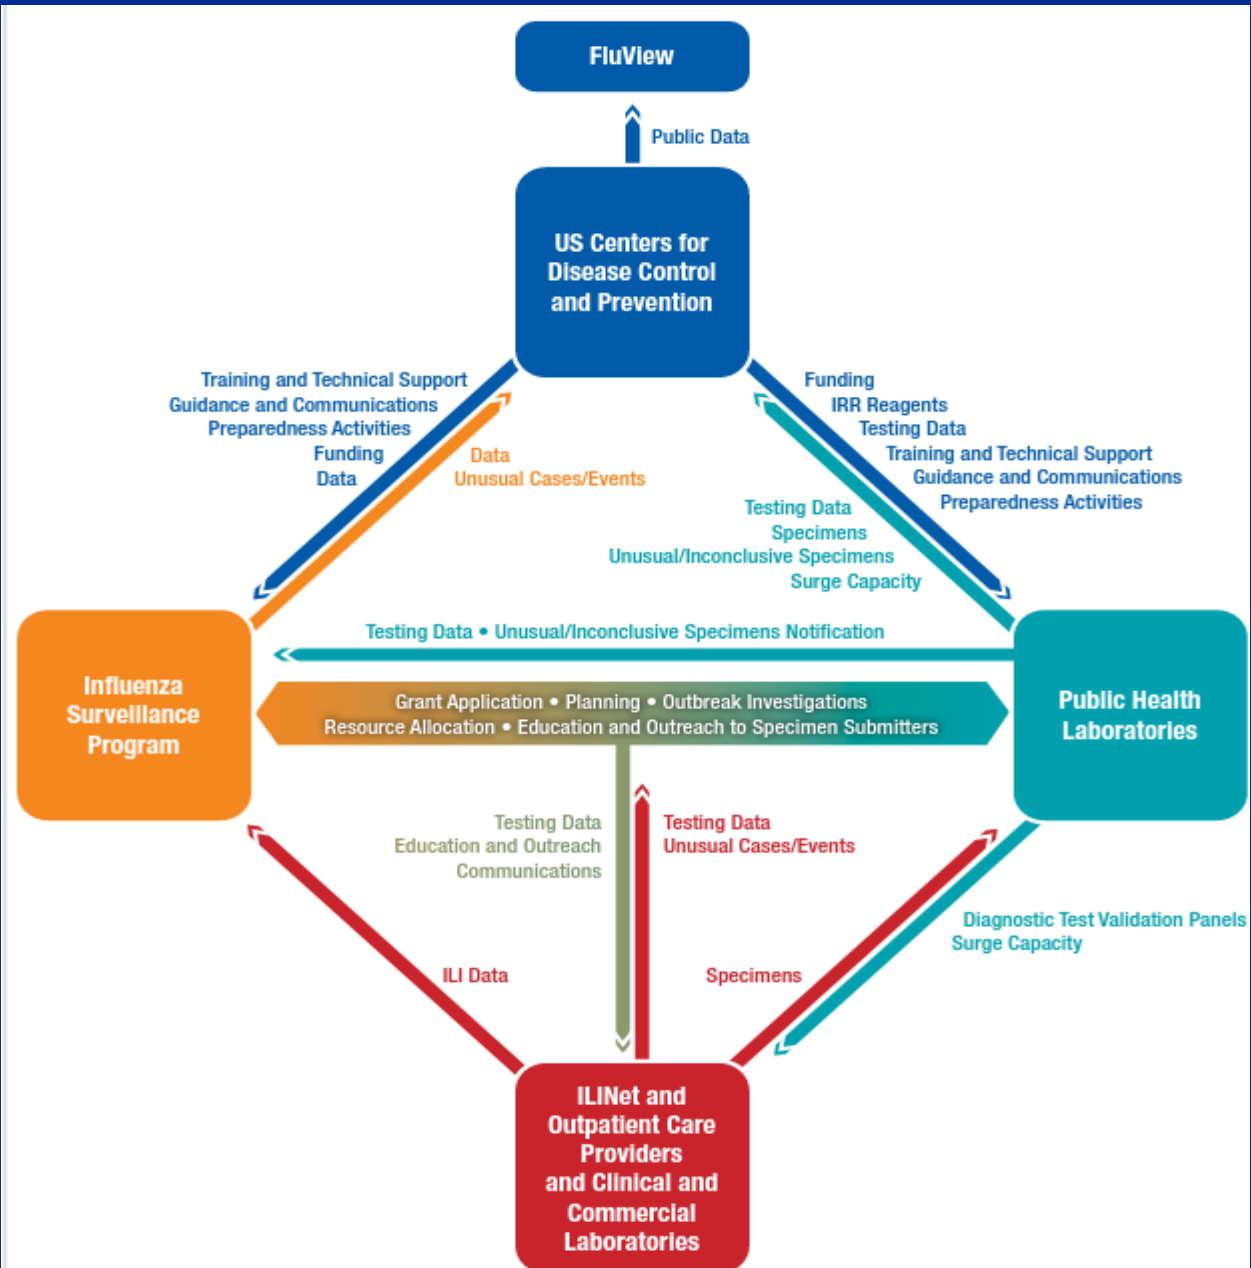 FluView
Public Data
US Centers for
Disease Control
and Prevention
Training and Technical Support
Guidance and Communications
Preparedness Activities
Funding
Data
Data
Unusual Cases/Events
Funding
IRR Reagents
Testing Data
Training and Technical Support
Guidance and Communications
Preparedness Activities
Testing Data
Specimens
Unusual/Inconclusive Specimens
Surge Capacity
Testing Data • Unusual/Inconclusive Specimens Notification
Influenza
Surveillance
Program
Grant Application • Planning • Outbreak Investigations
Resource Allocation • Education and Outreach to Specimen Submitters
Public Health
Laboratories
Testing Data
Education and Outreach
Communications
Testing Data
Unusual Cases/Events
Diagnostic Test Validation Panels
Surge Capacity
ILI Data
Specimens
ILINet and
Outpatient Care
Providers
and Clinical and
Commercial
Laboratories